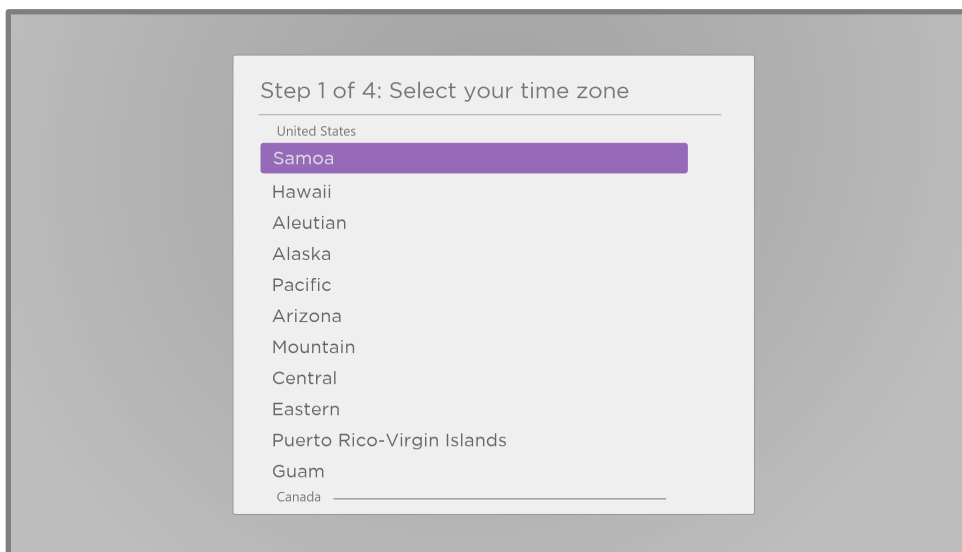 Step 1 of 4: Select your time zone
United States
Samoa
Hawaii
Aleutian
Alaska
Pacific
Arizona
Mountain
Central
Eastern
Puerto Rico-Virgin Islands
Guam
Canada